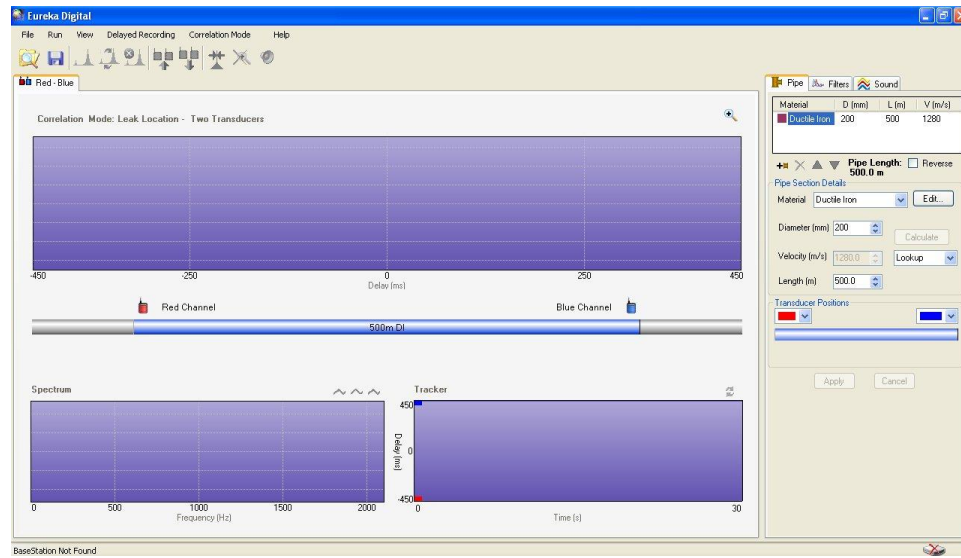 Eureka Digital
File Run View Delayed Recording Correlation Mode Help
Red - Blue
Correlation Mode: Leak Location - Two Transducers
-450 -250 0 250 450
Delay (ms)
Red Channel Blue Channel
500m DI
Spectrum
0 500 1000 1500 2000
Frequency (Hz)
Tracker
450
0
-450
Delay (ms)
0 30
Time (s)
Pipe Filters Sound
Material D (mm) L (m) V (m/s)
Ductile Iron 200 500 1280
Pipe Length: Reverse
500.0 m
Pipe Section Details
Material Ductile Iron Edit...
Diameter (mm) 200
Calculate
Velocity (m/s) 1280.0 Lookup
Length (m) 500.0
Transducer Positions
Apply Cancel
BaseStation Not Found